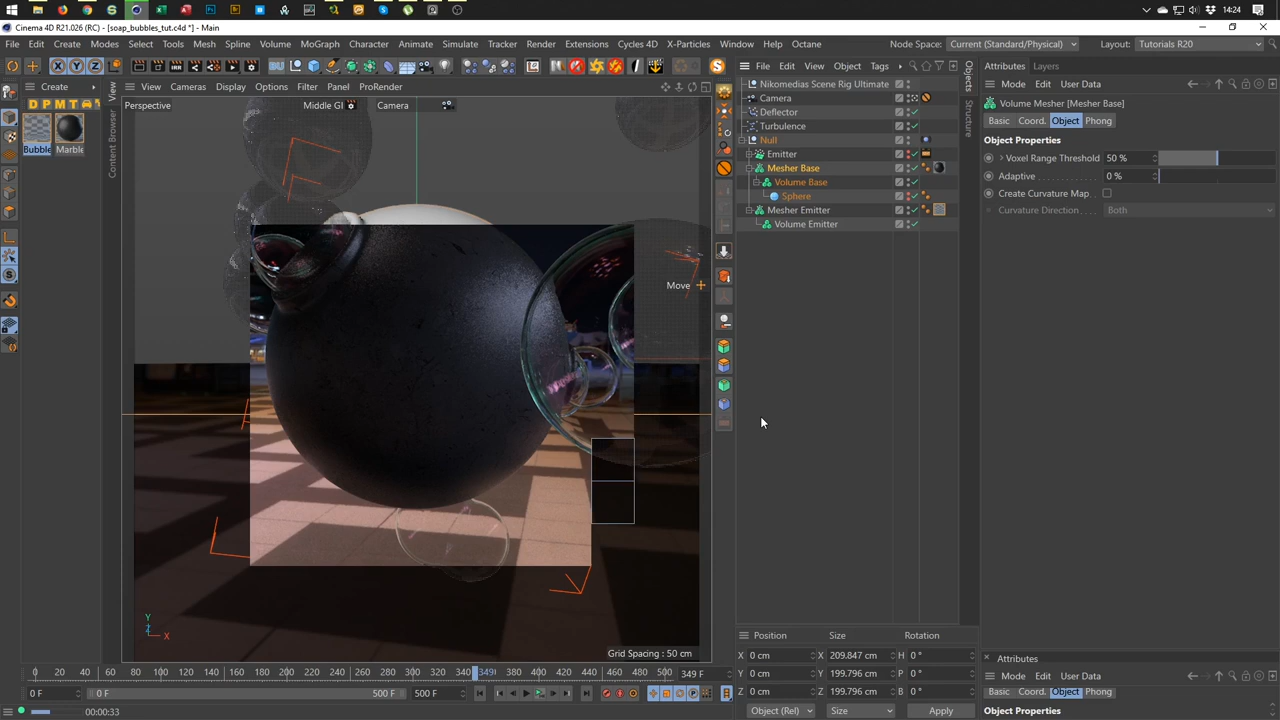 14:24
Cinema 4D R21.026 (RC) - [soap_bubbles_tut.c4d *] - Main
File Edit Create Modes Select Tools Mesh Spline Volume MoGraph Character Animate Simulate Tracker Render Extensions Cycles 4D X-Particles Window Help Octane Node Space: Current (Standard/Physical) Layout: Tutorials R20
X Y Z
File Edit View Object Tags
Attributes Layers
Mode Edit User Data
Create
View Cameras Display Options Filter Panel ProRender
Perspective Middle GI Camera
D P M T
Bubble Marble
View
Content Browser
Objects
Structure
Nikomedias Scene Rig Ultimate
Camera
Deflector
Turbulence
Null
Emitter
Mesher Base
Volume Base
Sphere
Mesher Emitter
Volume Emitter
Volume Mesher [Mesher Base]
Basic Coord. Object Phong
Object Properties
Voxel Range Threshold 50 %
Adaptive 0 %
Create Curvature Map
Curvature Direction Both
Move
Y
Z X
Grid Spacing : 50 cm
0 20 40 60 80 100 120 140 160 180 200 220 240 260 280 300 320 340 349 380 400 420 440 460 480 500 349 F
0 F 0 F 500 F 500 F
00:00:33
Position Size Rotation
X 0 cm X 209.847 cm H 0 °
Y 0 cm Y 199.796 cm P 0 °
Z 0 cm Z 199.796 cm B 0 °
Object (Rel) Size Apply
Attributes
Mode Edit User Data
Basic Coord. Object Phong
Object Properties